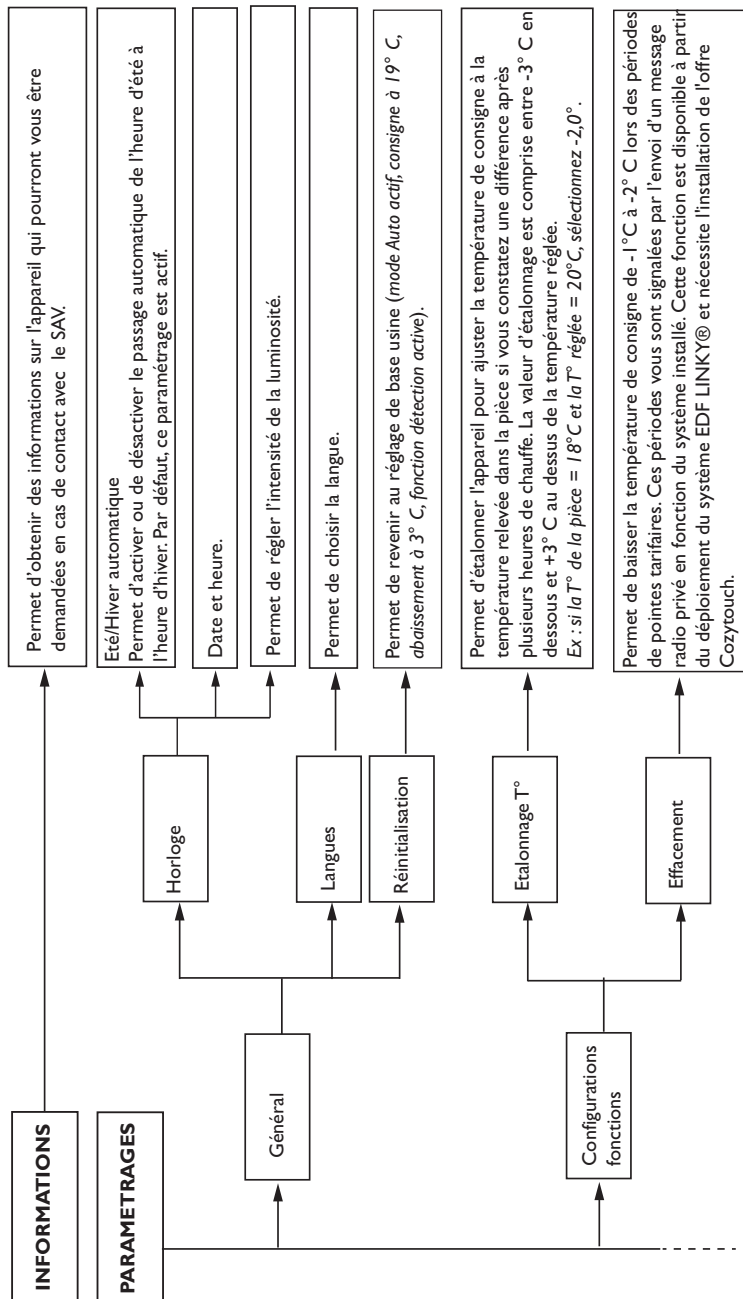 INFORMATIONS
Permet d'obtenir des informations sur l'appareil qui pourront vous être
demandées en cas de contact avec le SAV.
PARAMETRAGES
Général
Horloge
Eté/Hiver automatique
Permet d'activer ou de désactiver le passage automatique de l'heure d'été à
l'heure d'hiver. Par défaut, ce paramétrage est actif.
Date et heure.
Permet de régler l'intensité de la luminosité.
Langues
Permet de choisir la langue.
Réinitialisation
Permet de revenir au réglage de base usine (mode Auto actif, consigne à 19° C,
abaissement à 3° C, fonction détection active).
Configurations
fonctions
Etalonnage T°
Permet d'étalonner l'appareil pour ajuster la température de consigne à la
température relevée dans la pièce si vous constatez une différence après
plusieurs heures de chauffe. La valeur d'étalonnage est comprise entre -3° C en
dessous et +3° C au dessus de la température réglée.
Ex : si la T° de la pièce = 18°C et la T° réglée = 20°C, sélectionnez -2,0°.
Effacement
Permet de baisser la température de consigne de -1°C à -2° C lors des périodes
de pointes tarifaires. Ces périodes vous sont signalées par l'envoi d'un message
radio privé en fonction du système installé. Cette fonction est disponible à partir
du déploiement du système EDF LINKY® et nécessite l'installation de l'offre
Cozytouch.